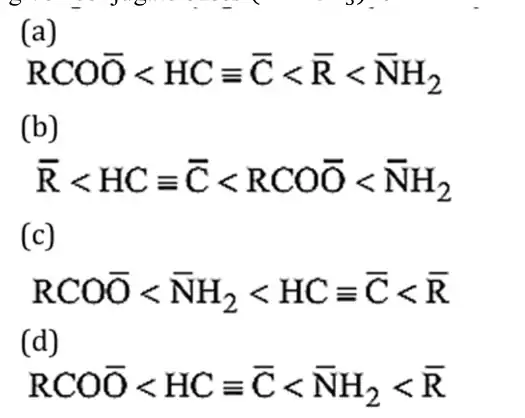 (a)
RCOŌ < HC ≡ C̄ < R̄ < N̄H₂
(b)
R̄ < HC ≡ C̄ < RCOŌ < N̄H₂
(c)
RCOŌ < N̄H₂ < HC ≡ C̄ < R̄
(d)
RCOŌ < HC ≡ C̄ < N̄H₂ < R̄